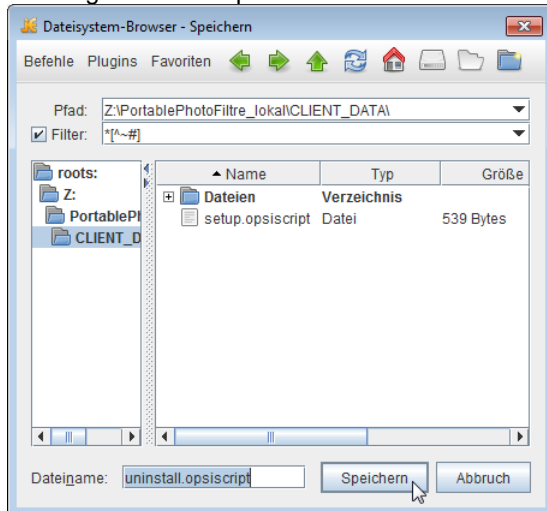 Dateisystem-Browser - Speichern
Befehle Plugins Favoriten
Pfad: Z:\PortablePhotoFiltre_lokal\CLIENT_DATA\
Filter: *[^~#]
roots:
Z:
PortablePh
CLIENT_D
Name Typ Größe
Dateien Verzeichnis
setup.opsiscript Datei 539 Bytes
Dateiname: uninstall.opsiscript Speichern Abbruch